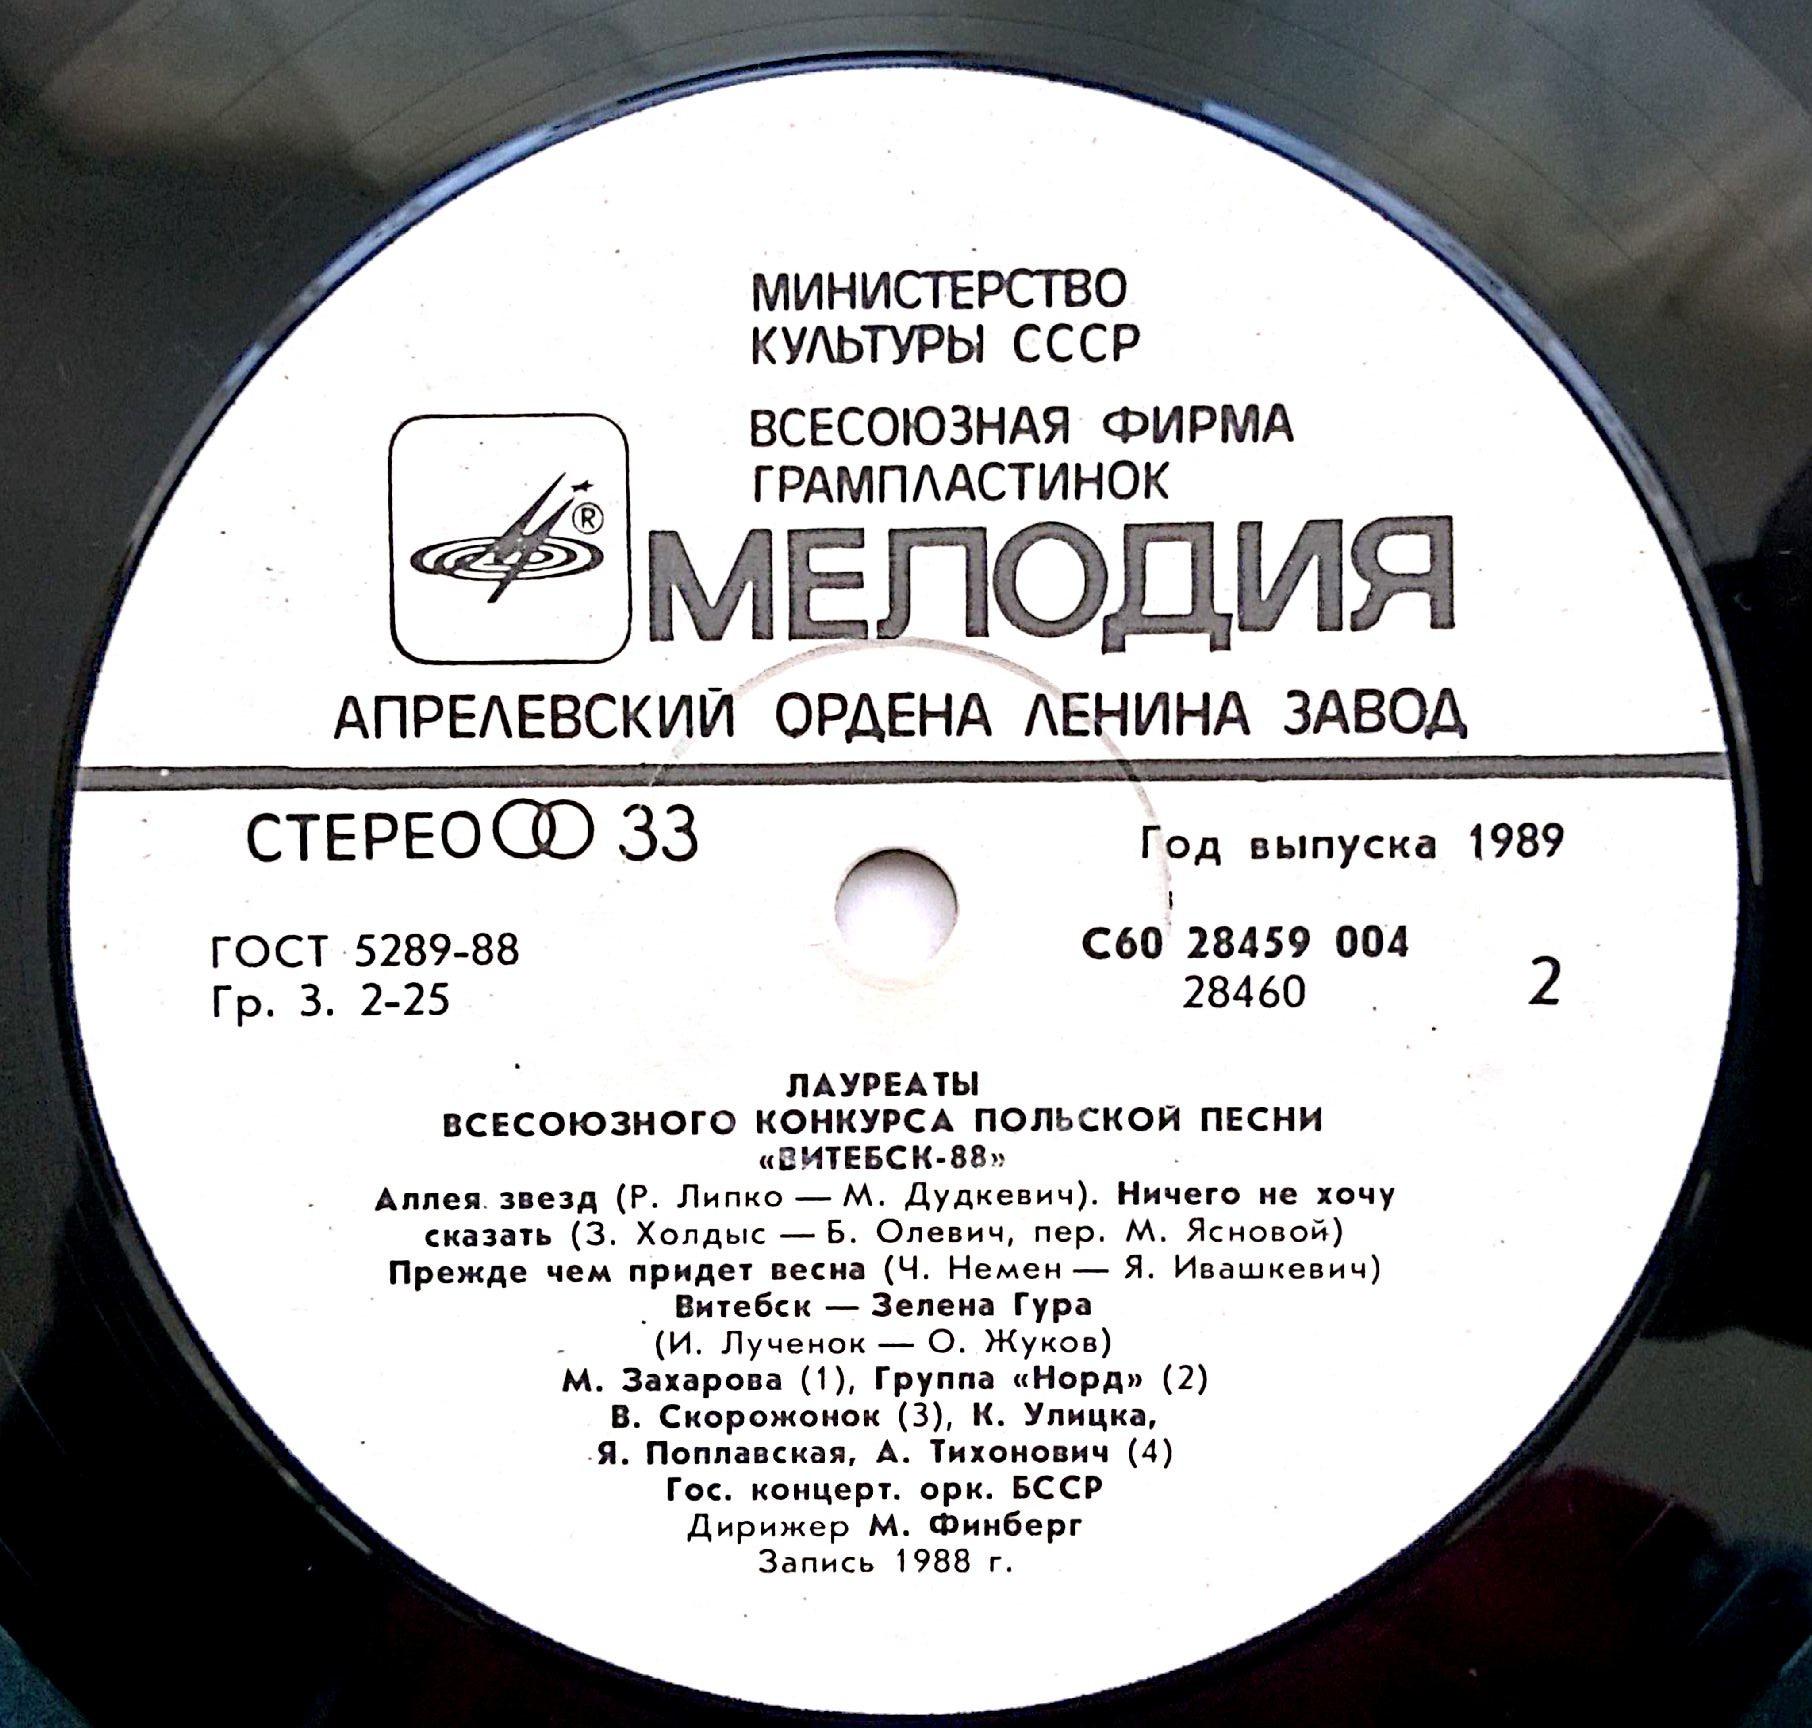 МИНИСТЕРСТВО
КУЛЬТУРЫ СССР
ВСЕСОЮЗНАЯ ФИРМА
ГРАМПЛАСТИНОК
®
МЕЛОДИЯ
АПРЕЛЕВСКИЙ ОРДЕНА ЛЕНИНА ЗАВОД
СТЕРЕО 33
Год выпуска 1989
ГОСТ 5289-88
Гр. 3. 2-25
С60 28459 004
28460
2
ЛАУРЕАТЫ
ВСЕСОЮЗНОГО КОНКУРСА ПОЛЬСКОЙ ПЕСНИ
«ВИТЕБСК-88»
Аллея звезд (Р. Липко — М. Дудкевич). Ничего не хочу
сказать (З. Холдыс — Б. Олевич, пер. М. Ясновой)
Прежде чем придет весна (Ч. Немен — Я. Ивашкевич)
Витебск — Зелена Гура
(И. Лученок — О. Жуков)
М. Захарова (1), Группа «Норд» (2)
В. Скорожонок (3), К. Улицка,
Я. Поплавская, А. Тихонович (4)
Гос. концерт. орк. БССР
Дирижер М. Финберг
Запись 1988 г.